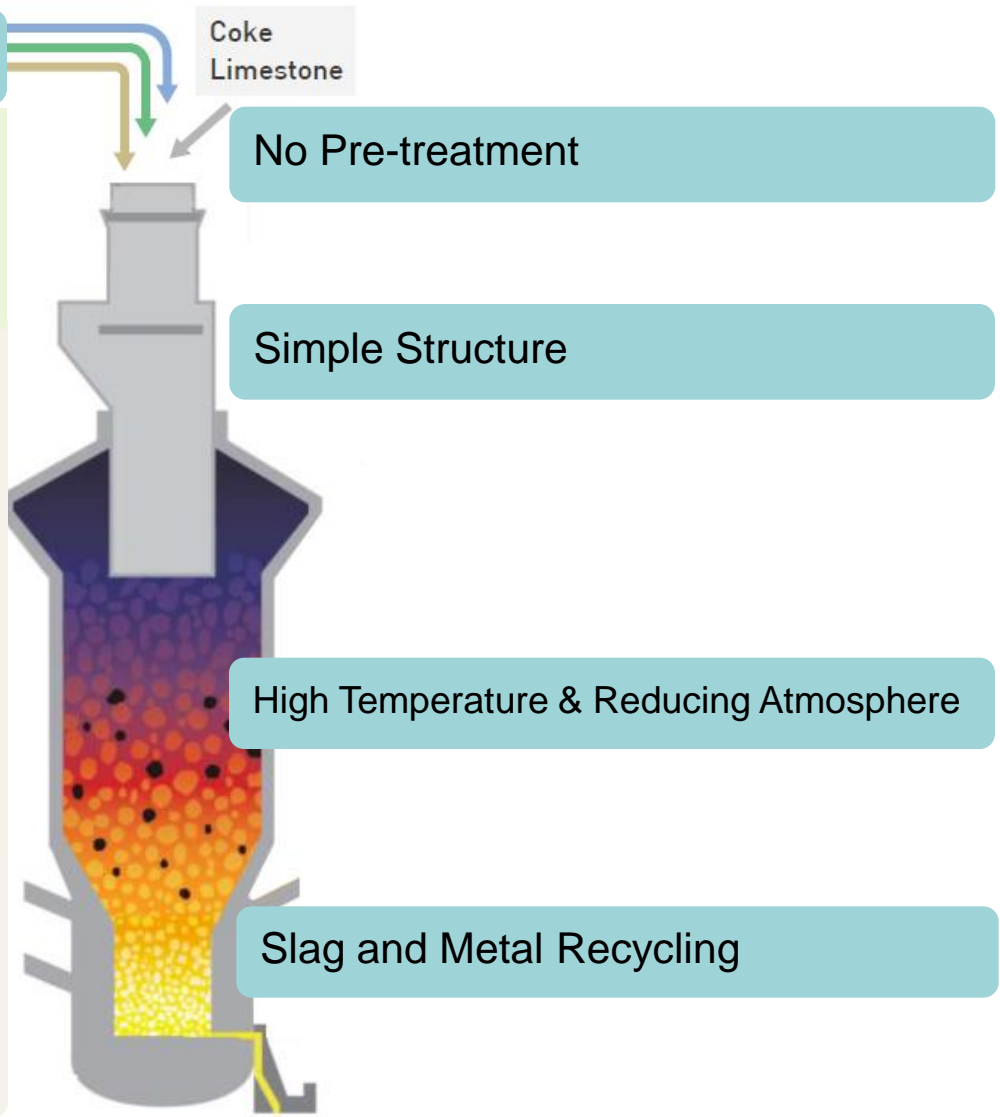 Coke
Limestone
No Pre-treatment
Simple Structure
High Temperature & Reducing Atmosphere
Slag and Metal Recycling